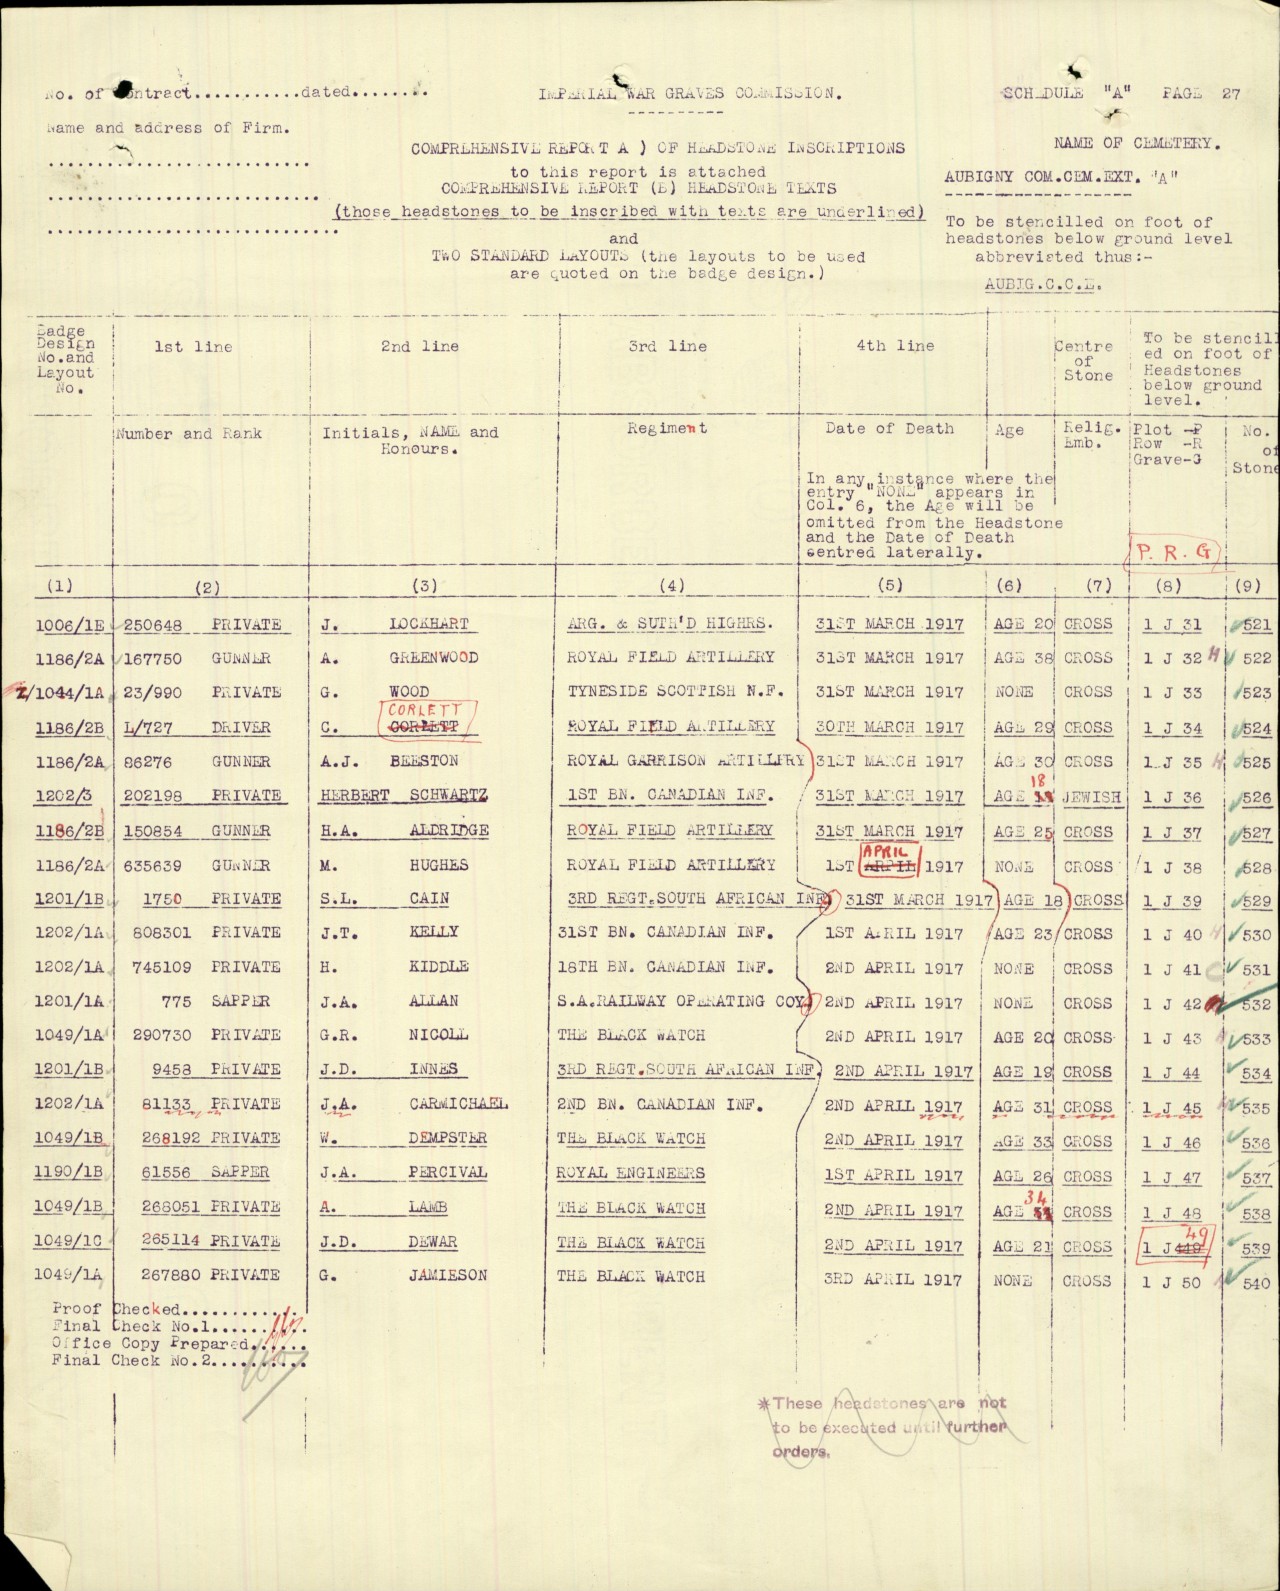 No. of Contract...........dated........ IMPERIAL WAR GRAVES COMMISSION. SCHEDULE "A" PAGE 27
Name and address of Firm.
NAME OF CEMETERY.
COMPREHENSIVE REPORT A ) OF HEADSTONE INSCRIPTIONS
to this report is attached
AUBIGNY COM.CEM.EXT. "A"
COMPREHENSIVE REPORT (B) HEADSTONE TEXTS
(those headstones to be inscribed with texts are underlined)
To be stencilled on foot of
headstones below ground level
abbreviated thus:-
and
TWO STANDARD LAYOUTS (the layouts to be used
are quoted on the badge design.)
AUBIG.C.C.E.
Badge
Design
No.and
Layout
No.
1st line 2nd line 3rd line 4th line
Centre
of
Stone
To be stencill
ed on foot of
Headstones
below ground
level.
Number and Rank
Initials, NAME and
Honours.
Regiment
Date of Death
Age
Relig.
Emb.
Plot -P
Row -R
Grave-G
No.
of
Stone
In any instance where the
entry "NONE" appears in
Col. 6, the Age will be
omitted from the Headstone
and the Date of Death
centred laterally.
P. R. G
(1) (2) (3) (4) (5) (6) (7) (8) (9)
1006/1E 250648 PRIVATE J. LOCKHART ARG. & SUTH'D HIGHRS. 31ST MARCH 1917 AGE 20 CROSS 1 J 31 521
1186/2A 167750 GUNNER A. GREENWOOD ROYAL FIELD ARTILLERY 31ST MARCH 1917 AGE 38 CROSS 1 J 32 H 522
Z/1044/1A 23/990 PRIVATE G. WOOD TYNESIDE SCOTTISH N.F. 31ST MARCH 1917 NONE CROSS 1 J 33 523
CORLETT
1186/2B L/727 DRIVER C. ROYAL FIELD ARTILLERY 30TH MARCH 1917 AGE 29 CROSS 1 J 34 524
1186/2A 86276 GUNNER A.J. BEESTON ROYAL GARRISON ARTILLERY 31ST MARCH 1917 AGE 30 CROSS 1 J 35 H 525
18
1202/3 202198 PRIVATE HERBERT SCHWARTZ 1ST BN. CANADIAN INF. 31ST MARCH 1917 AGE JEWISH 1 J 36 526
1186/2B 150854 GUNNER H.A. ALDRIDGE ROYAL FIELD ARTILLERY 31ST MARCH 1917 AGE 25 CROSS 1 J 37 527
APRIL
1186/2A 635639 GUNNER M. HUGHES ROYAL FIELD ARTILLERY 1ST APRIL 1917 NONE CROSS 1 J 38 528
1201/1B 1750 PRIVATE S.L. CAIN 3RD REGT.SOUTH AFRICAN INF. 31ST MARCH 1917 AGE 18 CROSS 1 J 39 529
1202/1A 808301 PRIVATE J.T. KELLY 31ST BN. CANADIAN INF. 1ST APRIL 1917 AGE 23 CROSS 1 J 40 H 530
1202/1A 745109 PRIVATE H. KIDDLE 18TH BN. CANADIAN INF. 2ND APRIL 1917 NONE CROSS 1 J 41 C 531
1201/1A 775 SAPPER J.A. ALLAN S.A.RAILWAY OPERATING COY. 2ND APRIL 1917 NONE CROSS 1 J 42 532
1049/1A 290730 PRIVATE G.R. NICOLL THE BLACK WATCH 2ND APRIL 1917 AGE 20 CROSS 1 J 43 533
1201/1B 9458 PRIVATE J.D. INNES 3RD REGT.SOUTH AFRICAN INF. 2ND APRIL 1917 AGE 19 CROSS 1 J 44 534
1202/1A 81133 PRIVATE J.A. CARMICHAEL 2ND BN. CANADIAN INF. 2ND APRIL 1917 AGE 31 CROSS 1 J 45 535
1049/1B 268192 PRIVATE W. DEMPSTER THE BLACK WATCH 2ND APRIL 1917 AGE 33 CROSS 1 J 46 536
1190/1B 61556 SAPPER J.A. PERCIVAL ROYAL ENGINEERS 1ST APRIL 1917 AGE 26 CROSS 1 J 47 537
34
1049/1B 268051 PRIVATE A. LAMB THE BLACK WATCH 2ND APRIL 1917 AGE CROSS 1 J 48 538
49
1049/1C 265114 PRIVATE J.D. DEWAR THE BLACK WATCH 2ND APRIL 1917 AGE 21 CROSS 1 J 539
1049/1A 267880 PRIVATE G. JAMIESON THE BLACK WATCH 3RD APRIL 1917 NONE CROSS 1 J 50 540
Proof Checked............
Final Check No.1..........
Office Copy Prepared......
Final Check No.2..........
*These headstones are not
to be executed until further
orders.